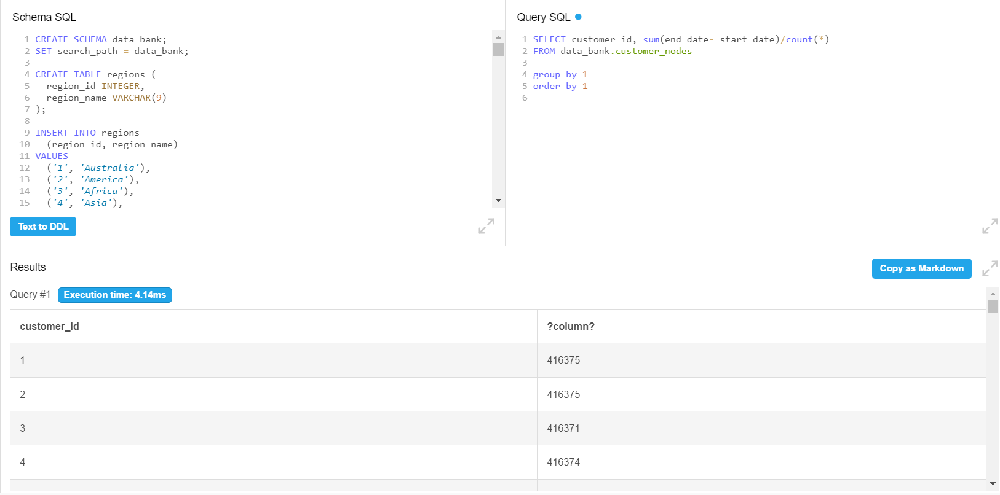 Schema SQL
1 CREATE SCHEMA data_bank;
2 SET search_path = data_bank;
3
4 CREATE TABLE regions (
5 region_id INTEGER,
6 region_name VARCHAR(9)
7 );
8
9 INSERT INTO regions
10 (region_id, region_name)
11 VALUES
12 ('1', 'Australia'),
13 ('2', 'America'),
14 ('3', 'Africa'),
15 ('4', 'Asia'),
Text to DDL
Query SQL
1 SELECT customer_id, sum(end_date- start_date)/count(*)
2 FROM data_bank.customer_nodes
3
4 group by 1
5 order by 1
6
Results
Copy as Markdown
Query #1 Execution time: 4.14ms
customer_id ?column?
1 416375
2 416375
3 416371
4 416374